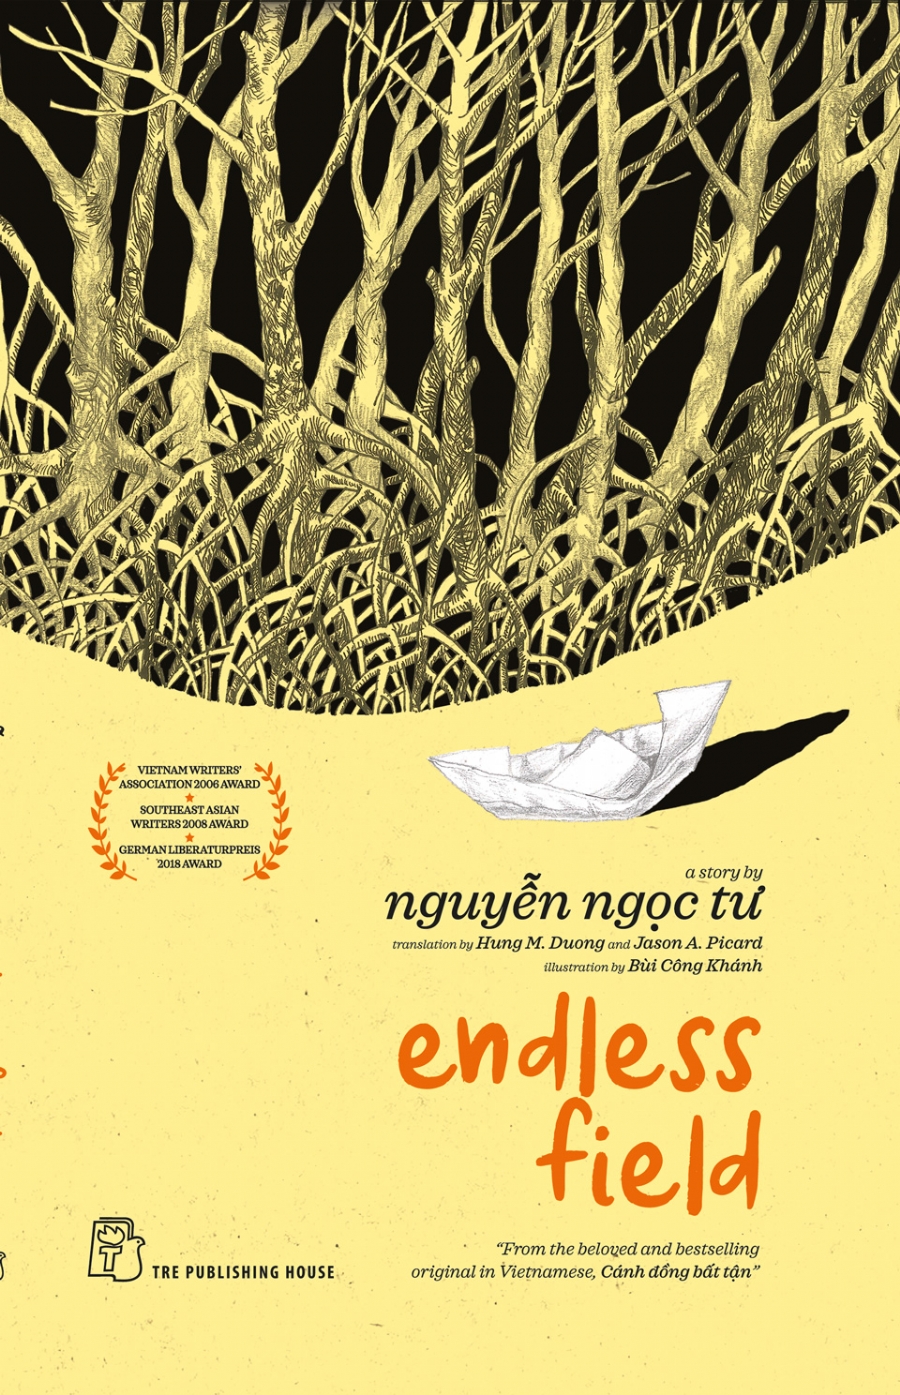 VIETNAM WRITERS'
ASSOCIATION 2006 AWARD
SOUTHEAST ASIAN
WRITERS 2008 AWARD
GERMAN LIBERATURPREIS
2018 AWARD
a story by
nguyễn ngọc tư
translation by Hung M. Duong and Jason A. Picard
illustration by Bùi Công Khánh
endless
field
"From the beloved and bestselling
original in Vietnamese, Cánh đồng bất tận"
T
TRE PUBLISHING HOUSE